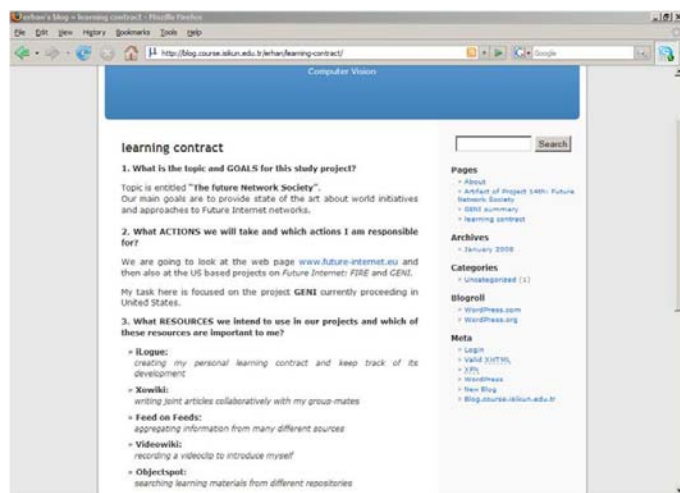 erhan's blog » learning contract - Mozilla Firefox
File Edit View History Bookmarks Tools Help
http://blog.course.isikun.edu.tr/erhan/learning-contract/
Google
Computer Vision
learning contract
1. What is the topic and GOALS for this study project?
Topic is entitled "The future Network Society".
Our main goals are to provide state of the art about world initiatives
and approaches to Future Internet networks.
2. What ACTIONS we will take and which actions I am responsible
for?
We are going to look at the web page www.future-internet.eu and
then also at the US based projects on Future Internet: FIRE and GENI.
My task here is focused on the project GENI currently proceeding in
United States.
3. What RESOURCES we intend to use in our projects and which of
these resources are important to me?
» iLogue:
creating my personal learning contract and keep track of its
development
» Xowiki:
writing joint articles collaboratively with my group-mates
» Feed on Feeds:
aggregating information from many different sources
» Videowiki:
recording a videoclip to introduce myself
» Objectspot:
searching learning materials from different repositories
Search
Pages
» About
» Artifact of Project 14th: Future
Network Society
» GENI summary
» learning contract
Archives
» January 2008
Categories
» Uncategorized (1)
Blogroll
» WordPress.com
» WordPress.org
Meta
» Login
» Valid XHTML
» XFN
» WordPress
» New Blog
» Blog.course.isikun.edu.tr